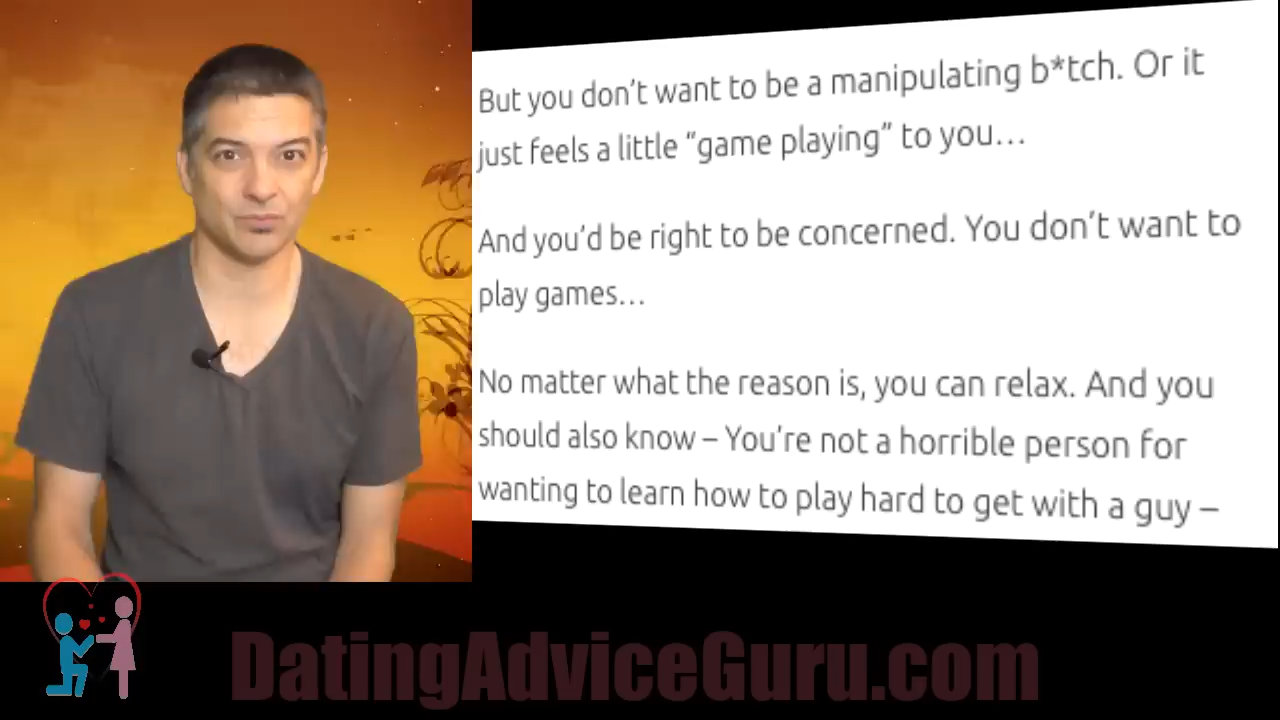 But you don’t want to be a manipulating b*tch. Or it
just feels a little “game playing” to you…
And you’d be right to be concerned. You don’t want to
play games…
No matter what the reason is, you can relax. And you
should also know – You’re not a horrible person for
wanting to learn how to play hard to get with a guy –
DatingAdviceGuru.com